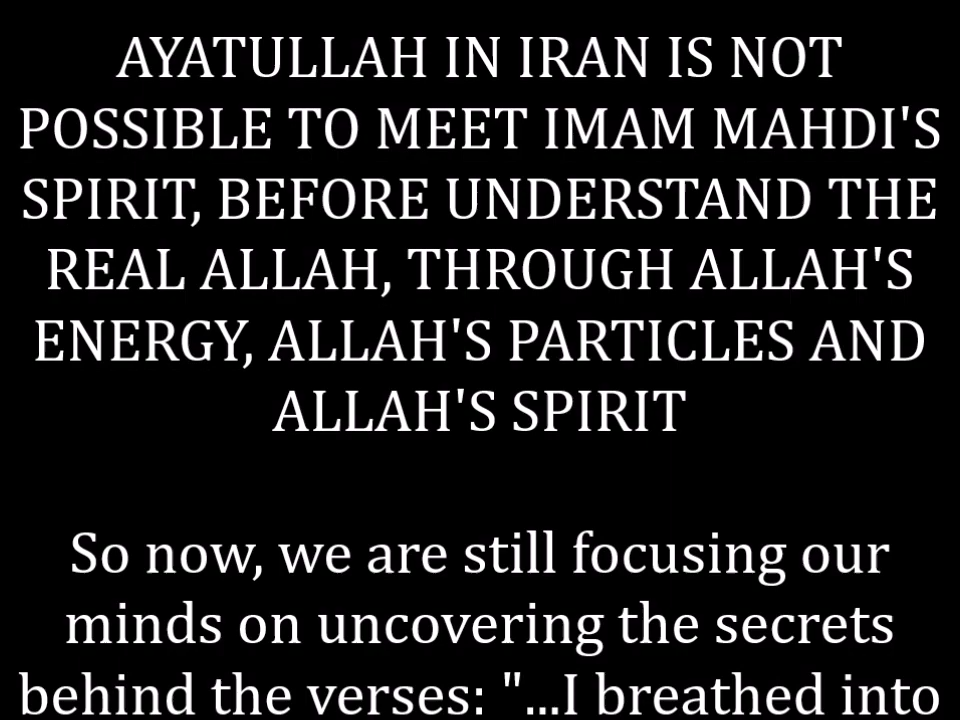 AYATULLAH IN IRAN IS NOT
POSSIBLE TO MEET IMAM MAHDI'S
SPIRIT, BEFORE UNDERSTAND THE
REAL ALLAH, THROUGH ALLAH'S
ENERGY, ALLAH'S PARTICLES AND
ALLAH'S SPIRIT
So now, we are still focusing our
minds on uncovering the secrets
behind the verses: "...I breathed into